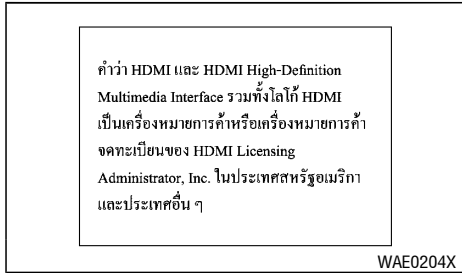 คำว่า HDMI และ HDMI High-Definition
Multimedia Interface รวมทั้งโลโก้ HDMI
เป็นเครื่องหมายการค้าหรือเครื่องหมายการค้า
จดทะเบียนของ HDMI Licensing
Administrator, Inc. ในประเทศสหรัฐอเมริกา
และประเทศอื่น ๆ
WAE0204X